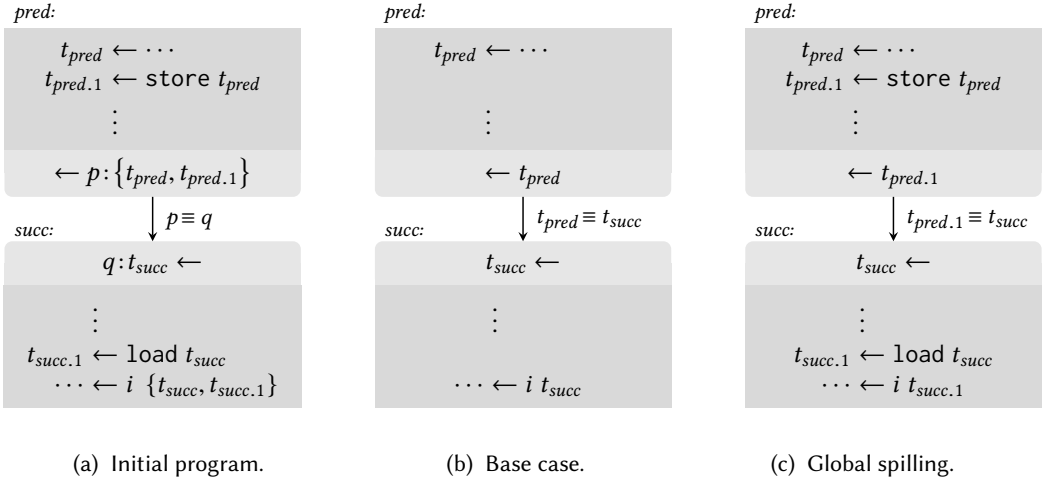 pred:
t_pred ← ···
t_pred.1 ← store t_pred
⋮
← p:{t_pred, t_pred.1}
p ≡ q
succ:
q:t_succ ←
⋮
t_succ.1 ← load t_succ
··· ← i {t_succ, t_succ.1}
(a) Initial program.
pred:
t_pred ← ···
⋮
← t_pred
t_pred ≡ t_succ
succ:
t_succ ←
⋮
··· ← i t_succ
(b) Base case.
pred:
t_pred ← ···
t_pred.1 ← store t_pred
⋮
← t_pred.1
t_pred.1 ≡ t_succ
succ:
t_succ ←
⋮
t_succ.1 ← load t_succ
··· ← i t_succ.1
(c) Global spilling.